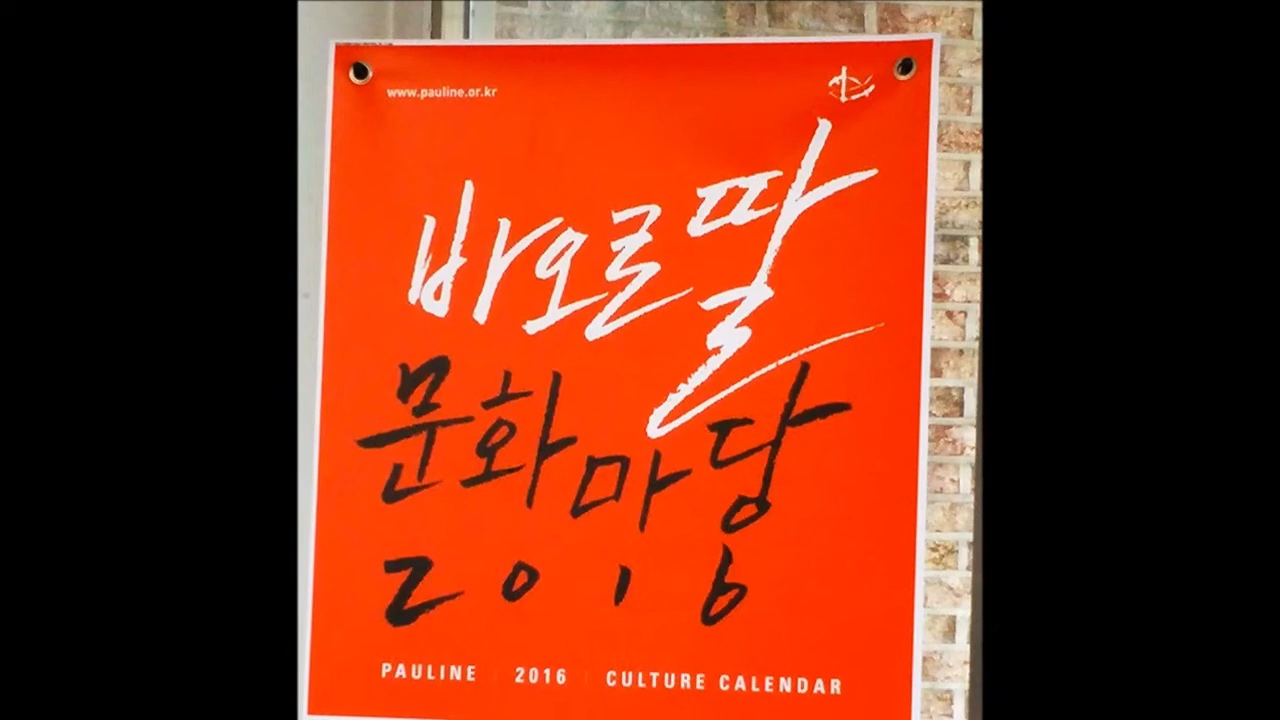 www.pauline.or.kr
바오로딸
문화마당
2016
PAULINE 2016 CULTURE CALENDAR